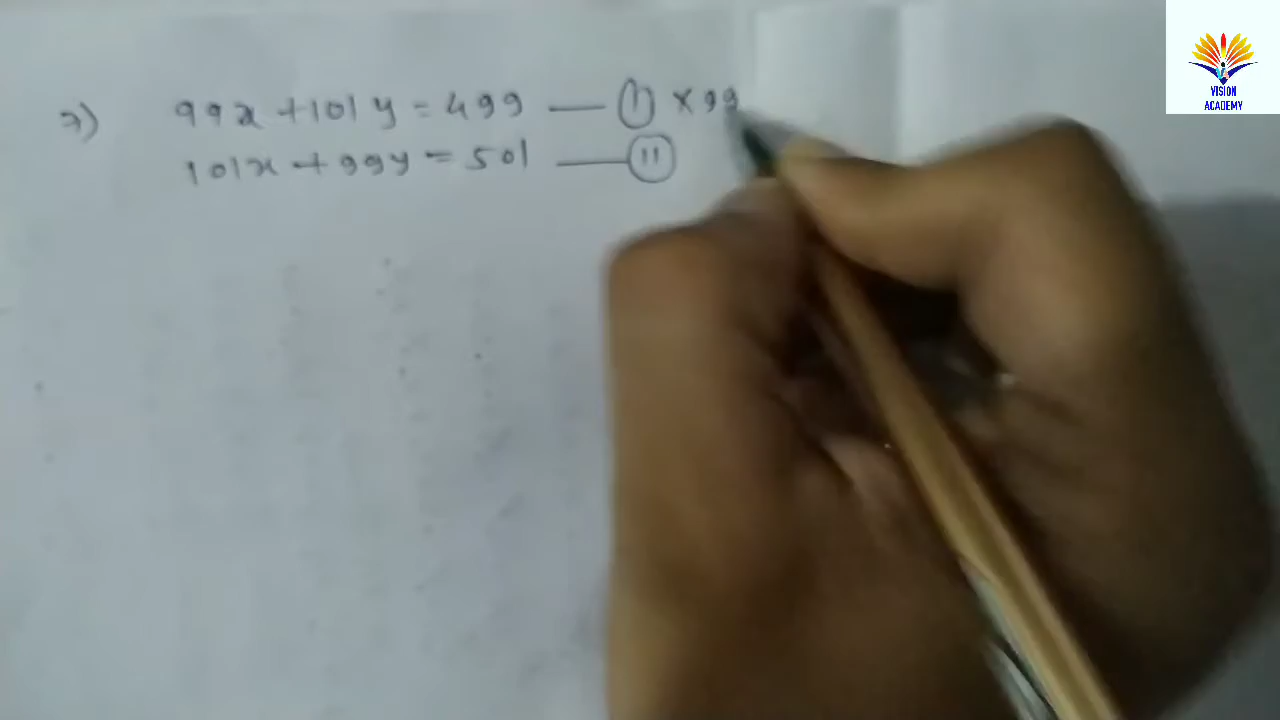 7) 99x + 101y = 499 — (I) × 99
101x + 99y = 501 — (II)
VISION
ACADEMY